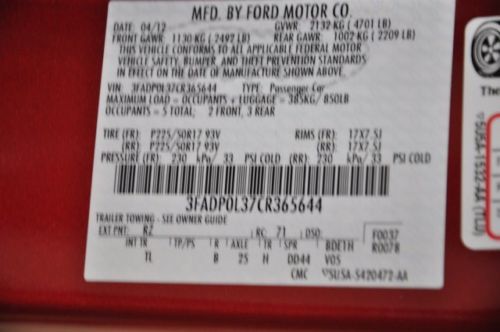 MFD. BY FORD MOTOR CO.
DATE: 04/12 GVWR: 2132 KG (4701 LB)
FRONT GAWR: 1130 KG (2492 LB) REAR GAWR: 1002 KG (2209 LB)
THIS VEHICLE CONFORMS TO ALL APPLICABLE FEDERAL MOTOR
VEHICLE SAFETY, BUMPER, AND THEFT PREVENTION STANDARDS
IN EFFECT ON THE DATE OF MANUFACTURE SHOWN ABOVE.
VIN: 3FADP0L37CR365644 TYPE: Passenger Car
MAXIMUM LOAD = OCCUPANTS + LUGGAGE = 385KG/850LB
OCCUPANTS = 5 TOTAL, 2 FRONT, 3 REAR
TIRE (FR): P225/50R17 93V RIMS (FR): 17X7.5J
(RR): P225/50R17 93V (RR): 17X7.5J
PRESSURE (FR): 230 kPa/ 33 PSI COLD (RR): 230 kPa/ 33 PSI COLD
3FADP0L37CR365644
TRAILER TOWING - SEE OWNER GUIDE
EXT PNT: RZ RC: 71 DSO: F0037
INT TR TP/PS R AXLE TR SPR BDETH R0078
TL B 25 H DD44 V05
CMC VSUSA-S420472-AA
The